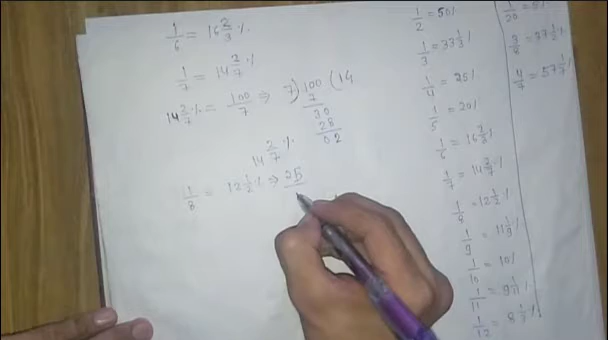 1/6 = 16 2/3 %
1/7 = 14 2/7 %
14 2/7 % = 100/7 ⇒ 7) 100 (14
7
30
28
02
14 2/7 %
1/8 = 12 1/2 % ⇒ 25
1/2 = 50%
1/3 = 33 1/3 %
1/4 = 25%
1/5 = 20%
1/6 = 16 2/3 %
1/7 = 14 2/7 %
1/8 = 12 1/2 %
1/9 = 11 1/9 %
1/10 = 10%
1/11 = 9 1/11 %
1/12 = 8 1/3 %
1/20 = 5%
4/7 = 57 1/7 %